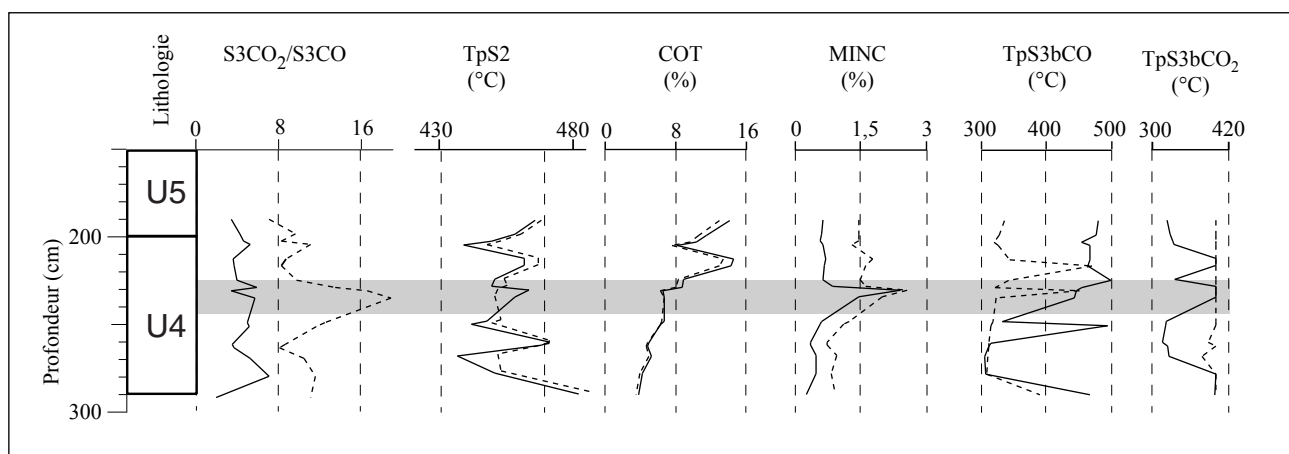 Lithologie
S3CO₂/S3CO
TpS2
(°C)
COT
(%)
MINC
(%)
TpS3bCO
(°C)
TpS3bCO₂
(°C)
0 8 16
430 480
0 8 16
0 1,5 3
300 400 500
300 420
U5
200
U4
300
Profondeur (cm)